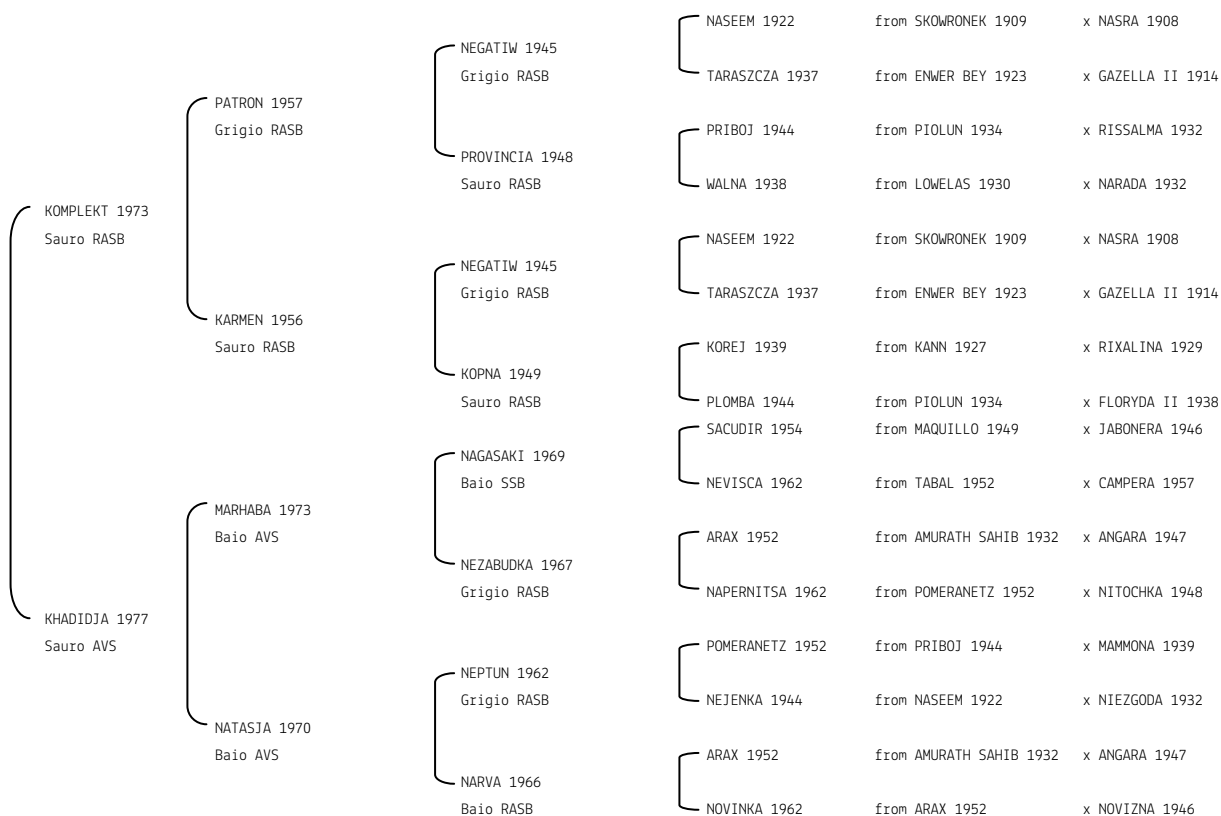 NASEEM 1922 from SKOWRONEK 1909 x NASRA 1908
NEGATIW 1945
Grigio RASB TARASZCZA 1937 from ENWER BEY 1923 x GAZELLA II 1914
PATRON 1957
Grigio RASB PRIBOJ 1944 from PIOLUN 1934 x RISSALMA 1932
PROVINCIA 1948
Sauro RASB WALNA 1938 from LOWELAS 1930 x NARADA 1932
KOMPLEKT 1973
Sauro RASB NASEEM 1922 from SKOWRONEK 1909 x NASRA 1908
NEGATIW 1945
Grigio RASB TARASZCZA 1937 from ENWER BEY 1923 x GAZELLA II 1914
KARMEN 1956
Sauro RASB KOREJ 1939 from KANN 1927 x RIXALINA 1929
KOPNA 1949
Sauro RASB PLOMBA 1944 from PIOLUN 1934 x FLORYDA II 1938
SACUDIR 1954 from MAQUILLO 1949 x JABONERA 1946
NAGASAKI 1969
Baio SSB NEVISCA 1962 from TABAL 1952 x CAMPERA 1957
MARHABA 1973
Baio AVS ARAX 1952 from AMURATH SAHIB 1932 x ANGARA 1947
NEZABUDKA 1967
Grigio RASB NAPERNITSA 1962 from POMERANETZ 1952 x NITOCHKA 1948
KHADIDJA 1977
Sauro AVS POMERANETZ 1952 from PRIBOJ 1944 x MAMMONA 1939
NEPTUN 1962
Grigio RASB NEJENKA 1944 from NASEEM 1922 x NIEZGODA 1932
NATASJA 1970
Baio AVS ARAX 1952 from AMURATH SAHIB 1932 x ANGARA 1947
NARVA 1966
Baio RASB NOVINKA 1962 from ARAX 1952 x NOVIZNA 1946